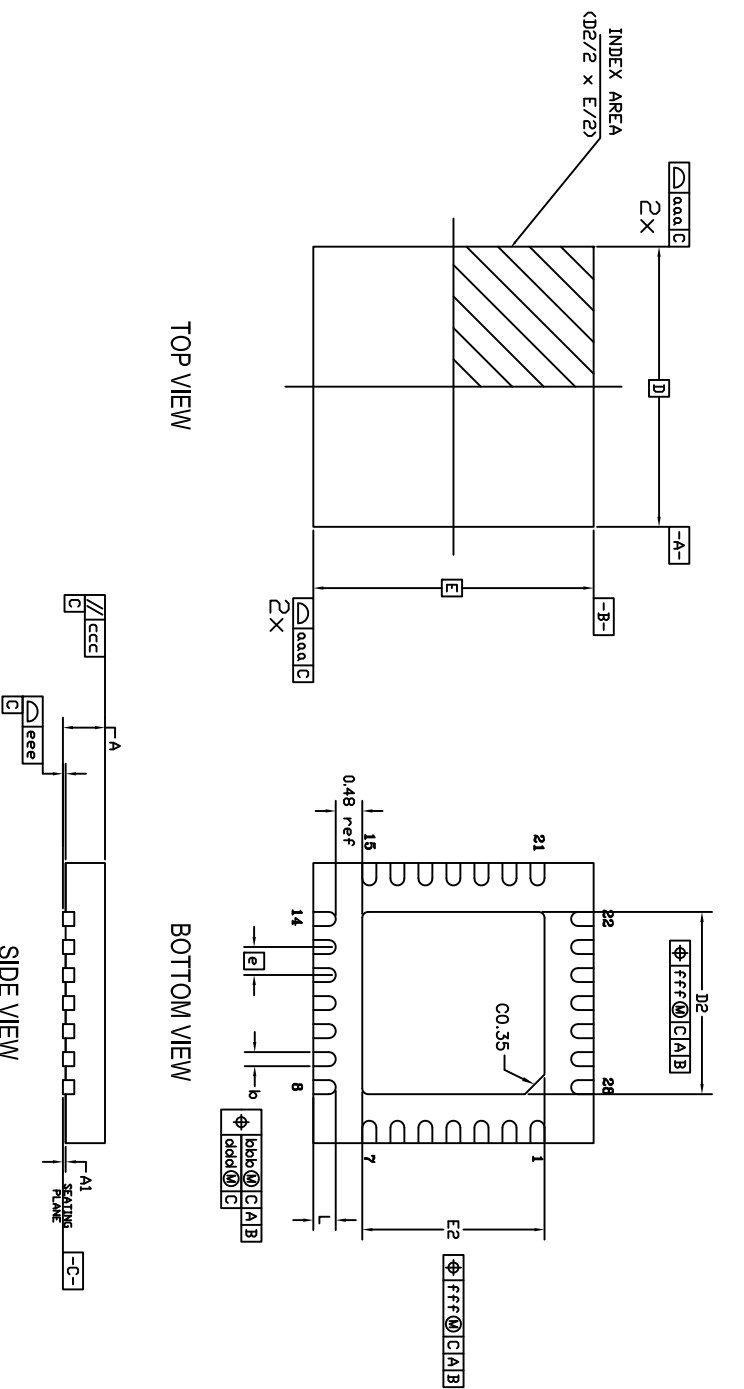 INDEX AREA
(D2/2 x E/2)
aaa C
2x
D
-A-
E
-B-
aaa C
2x
TOP VIEW
D2
fff Ⓜ C A B
22
28
21
15
1
7
14
8
C0.35
0.48 ref
e
b
bbb Ⓜ C A B
ddd Ⓜ C
L
E2
fff Ⓜ C A B
BOTTOM VIEW
// ccc
C
A
eee
C
A1
SEATING
PLANE
-C-
SIDE VIEW